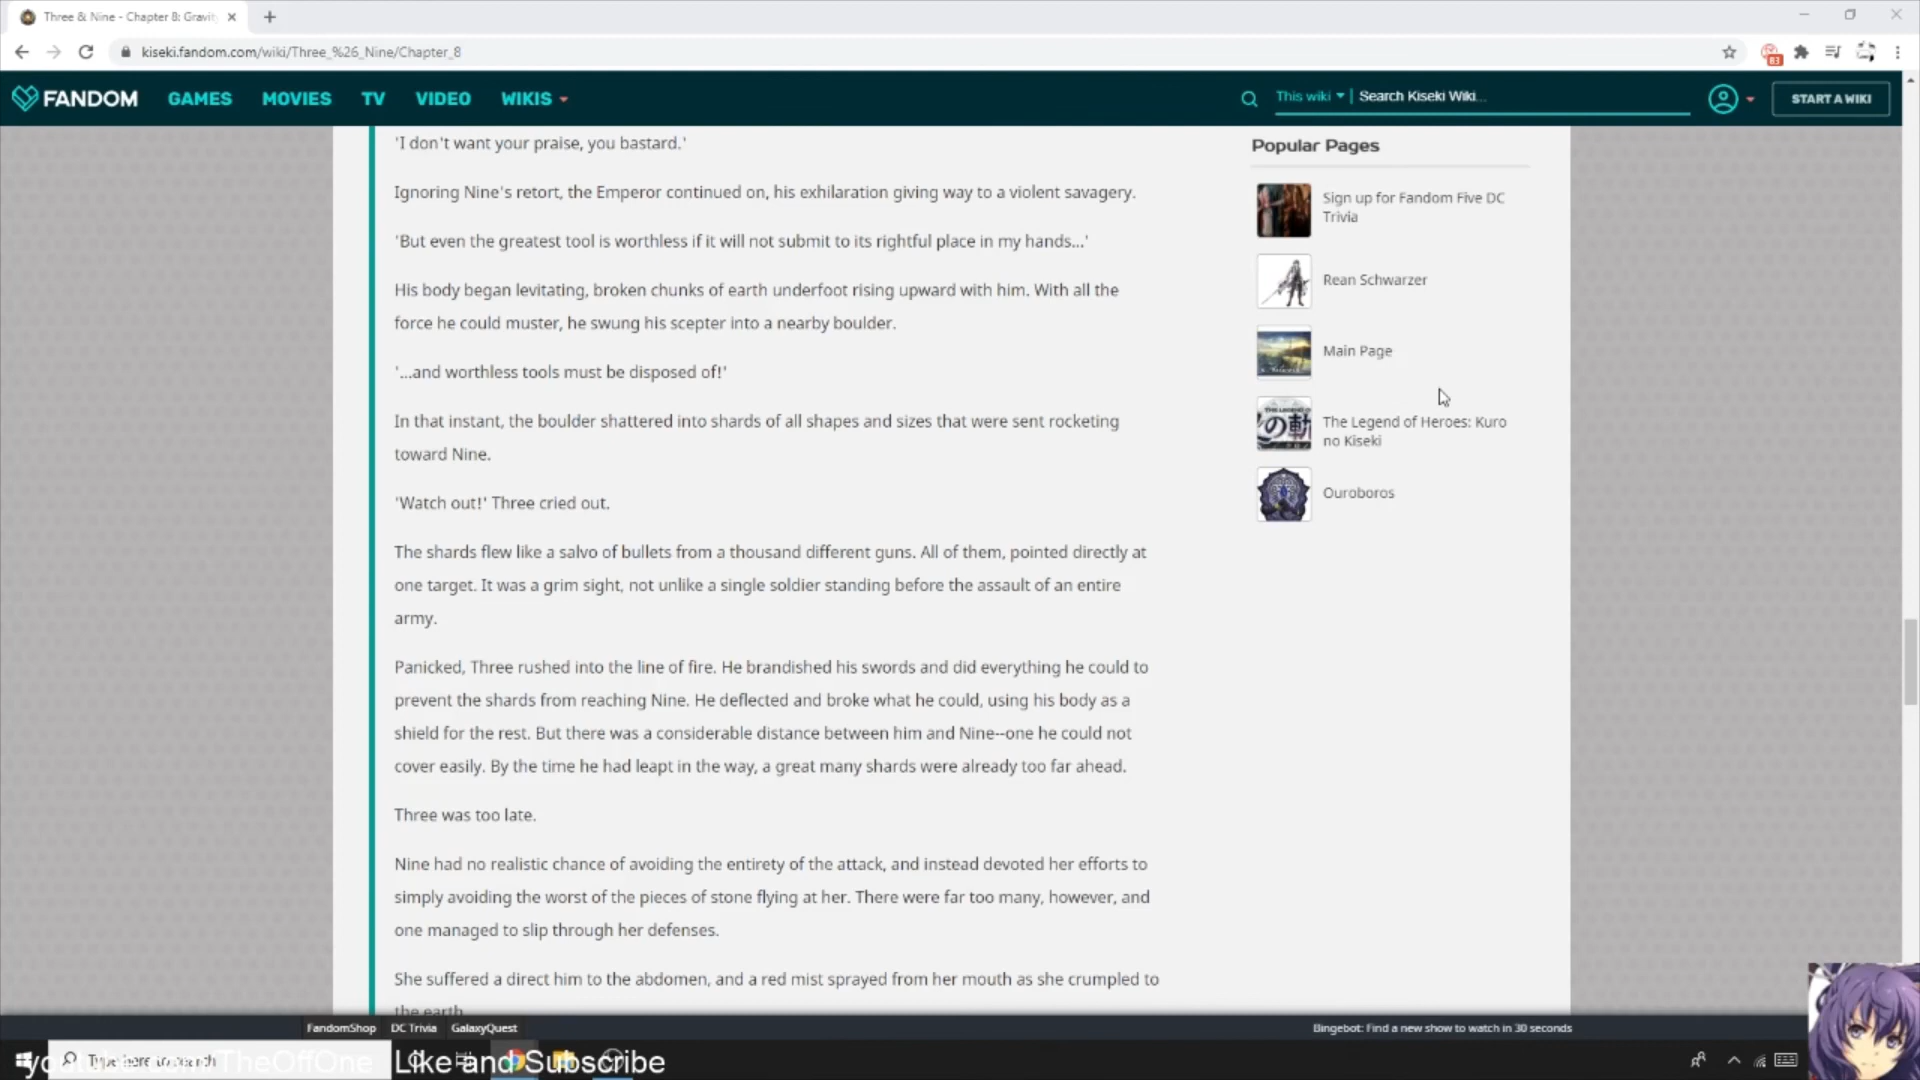 Three & Nine - Chapter 8: Gravit
kiseki.fandom.com/wiki/Three_%26_Nine/Chapter_8
83
FANDOM GAMES MOVIES TV VIDEO WIKIS
This wiki Search Kiseki Wiki...
START A WIKI
'I don't want your praise, you bastard.'
Ignoring Nine's retort, the Emperor continued on, his exhilaration giving way to a violent savagery.
'But even the greatest tool is worthless if it will not submit to its rightful place in my hands...'
His body began levitating, broken chunks of earth underfoot rising upward with him. With all the
force he could muster, he swung his scepter into a nearby boulder.
'...and worthless tools must be disposed of!'
In that instant, the boulder shattered into shards of all shapes and sizes that were sent rocketing
toward Nine.
'Watch out!' Three cried out.
The shards flew like a salvo of bullets from a thousand different guns. All of them, pointed directly at
one target. It was a grim sight, not unlike a single soldier standing before the assault of an entire
army.
Panicked, Three rushed into the line of fire. He brandished his swords and did everything he could to
prevent the shards from reaching Nine. He deflected and broke what he could, using his body as a
shield for the rest. But there was a considerable distance between him and Nine--one he could not
cover easily. By the time he had leapt in the way, a great many shards were already too far ahead.
Three was too late.
Nine had no realistic chance of avoiding the entirety of the attack, and instead devoted her efforts to
simply avoiding the worst of the pieces of stone flying at her. There were far too many, however, and
one managed to slip through her defenses.
She suffered a direct him to the abdomen, and a red mist sprayed from her mouth as she crumpled to
the earth
Popular Pages
Sign up for Fandom Five DC
Trivia
Rean Schwarzer
Main Page
The Legend of Heroes: Kuro
no Kiseki
Ouroboros
FandomShop DC Trivia GalaxyQuest
Bingebot: Find a new show to watch in 30 seconds
Type here to search
youtube.com/TheOffOne Like and Subscribe